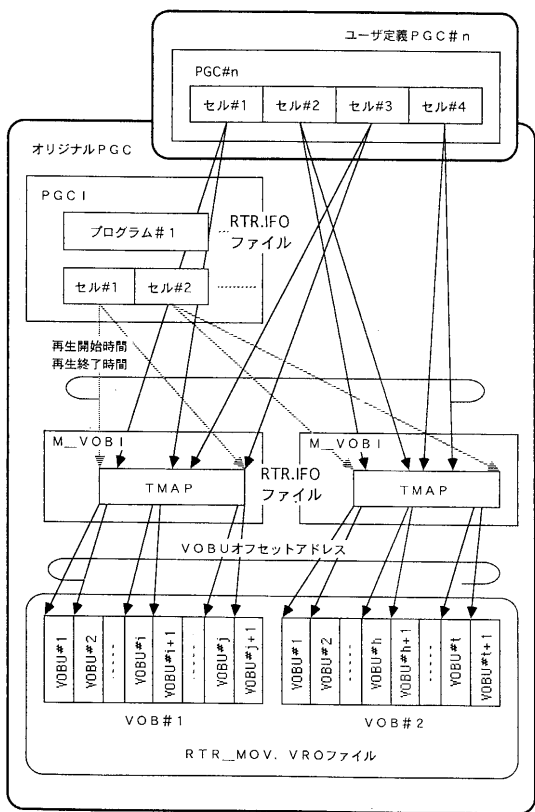 ユーザ定義PGC#n
PGC#n
セル#1 セル#2 セル#3 セル#4
オリジナルPGC
PGCI
プログラム#1
RTR.IFO
ファイル
セル#1 セル#2
再生開始時間
再生終了時間
M_VOBI
M_VOBI
TMAP
RTR.IFO
ファイル
TMAP
VOBUオフセットアドレス
VOBU#1 VOBU#2 VOBU#i VOBU#i+1 VOBU#j VOBU#j+1
VOBU#1 VOBU#2 VOBU#h VOBU#h+1 VOBU#t VOBU#t+1
VOB#1
VOB#2
RTR_MOV.VROファイル